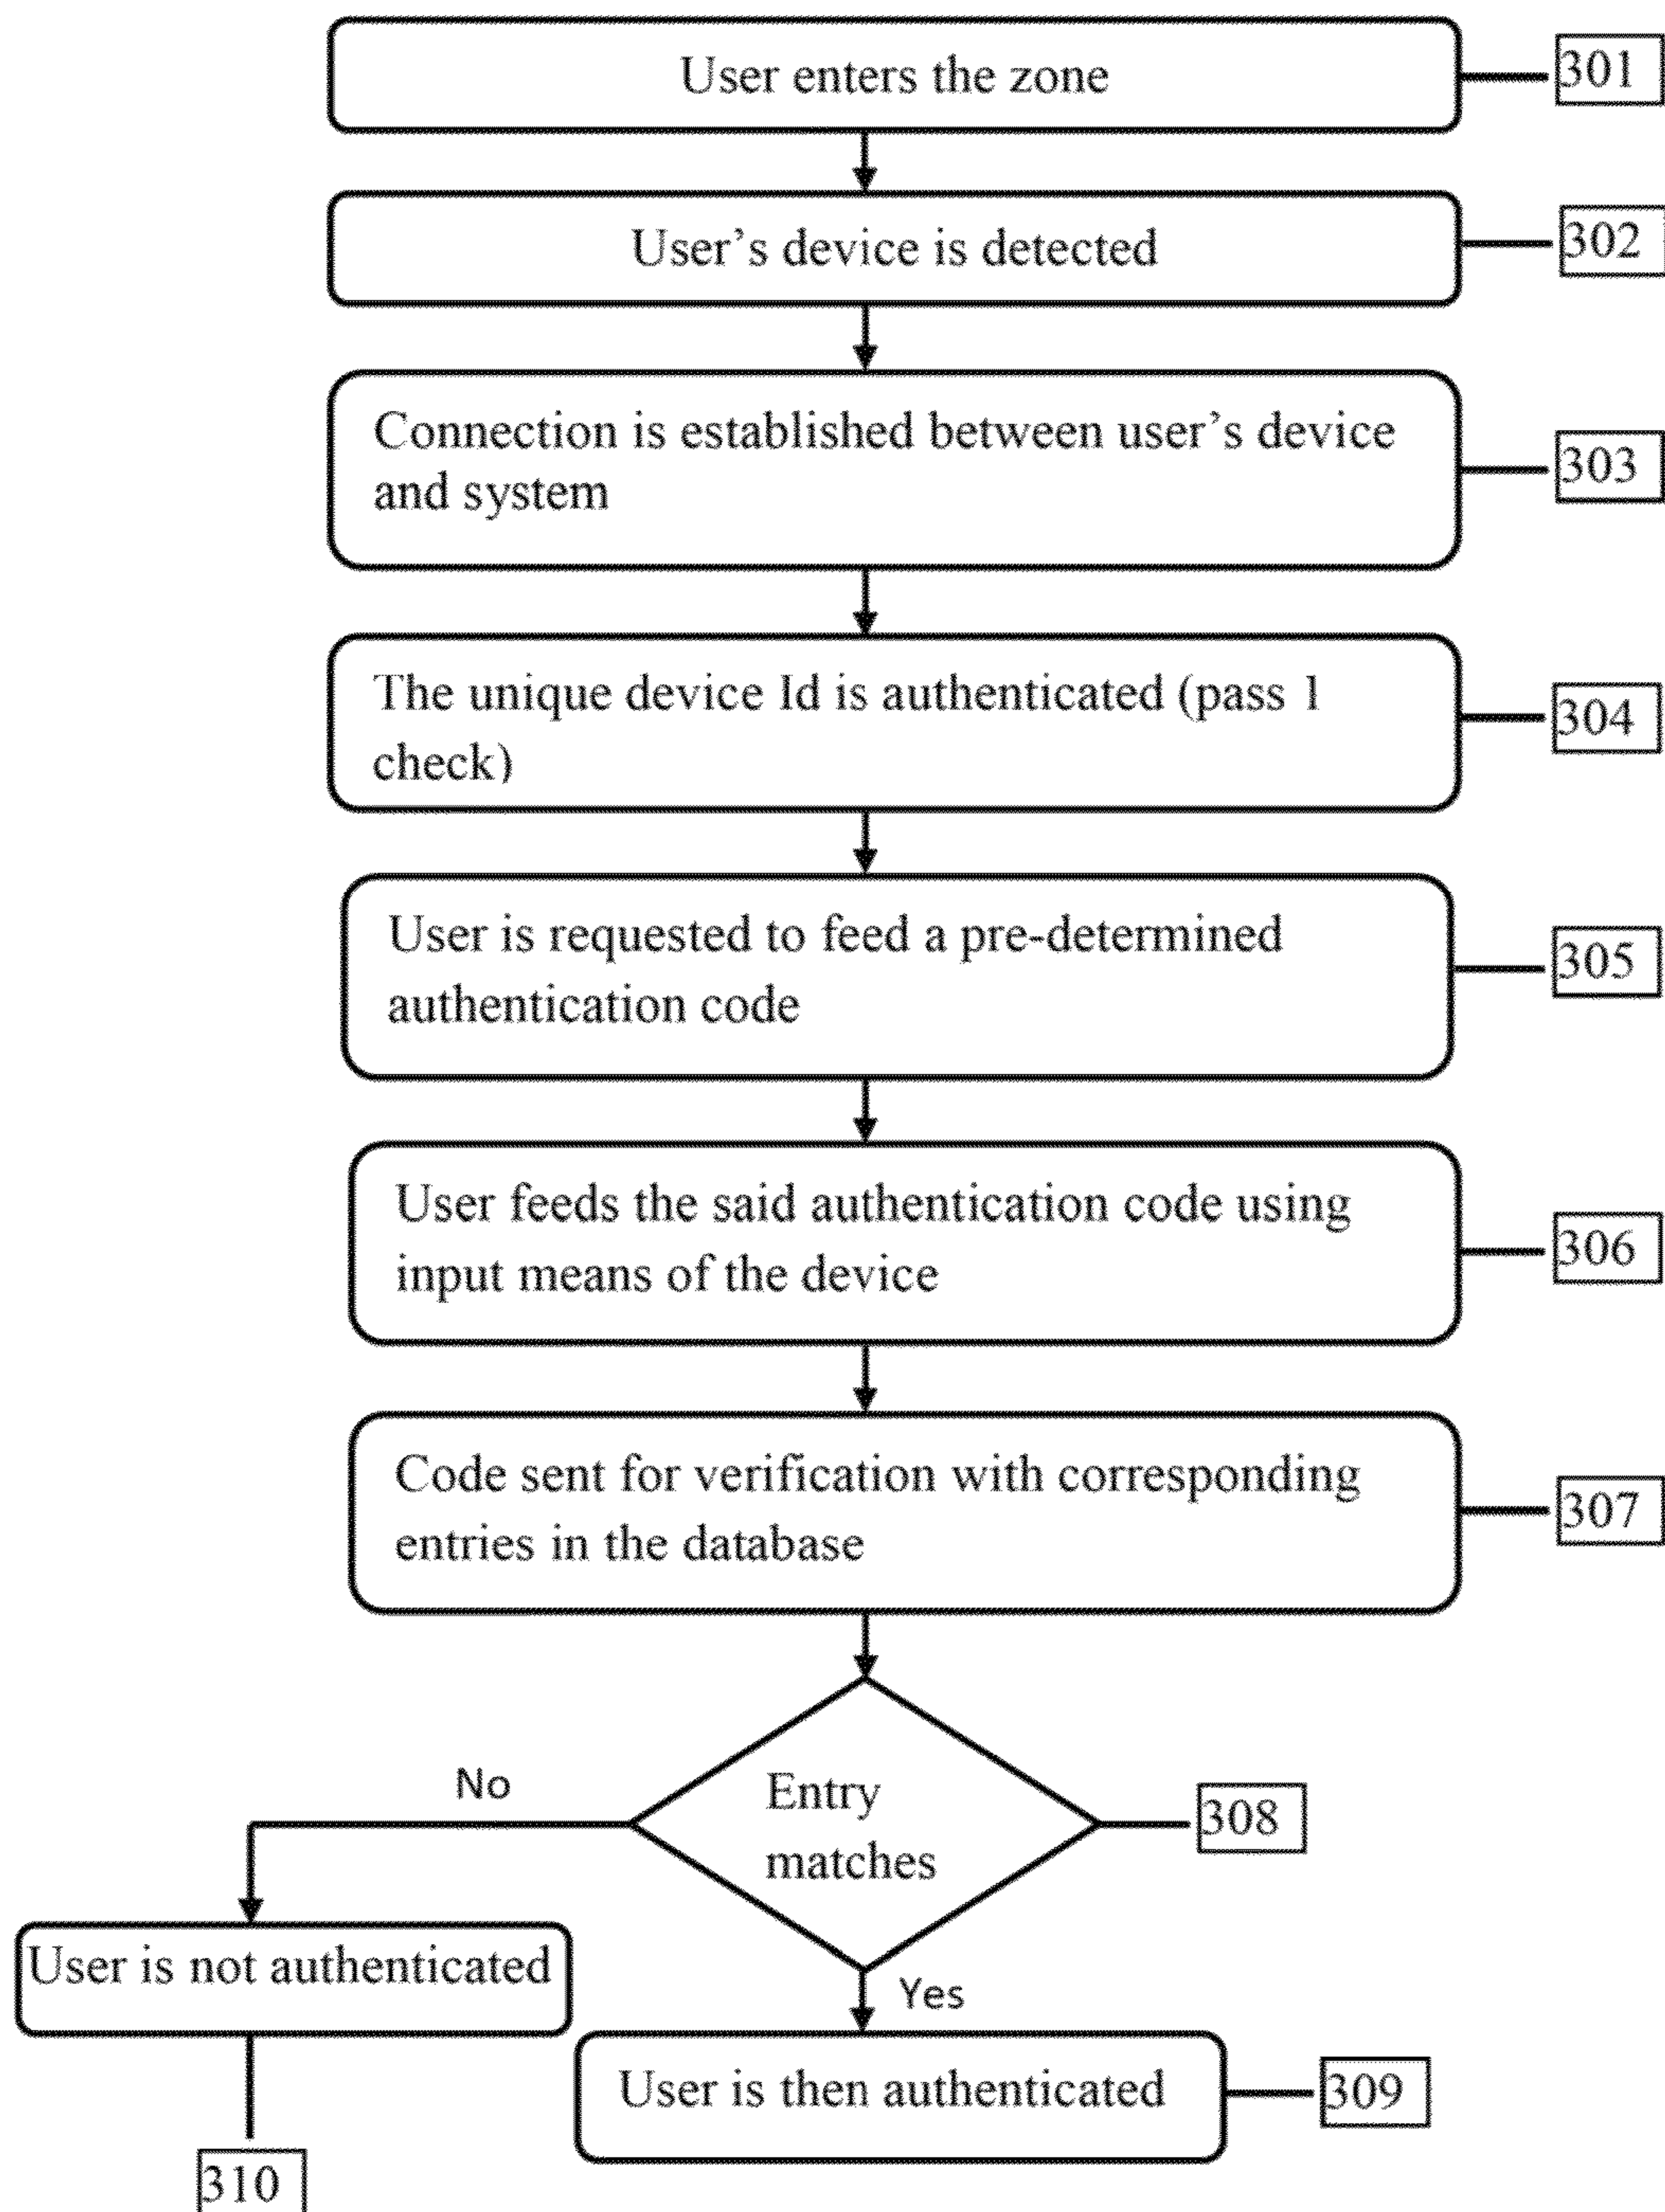 User enters the zone
301
User's device is detected
302
Connection is established between user's device
and system
303
The unique device Id is authenticated (pass 1
check)
304
User is requested to feed a pre-determined
authentication code
305
User feeds the said authentication code using
input means of the device
306
Code sent for verification with corresponding
entries in the database
307
Entry
matches
308
No
Yes
User is not authenticated
310
User is then authenticated
309